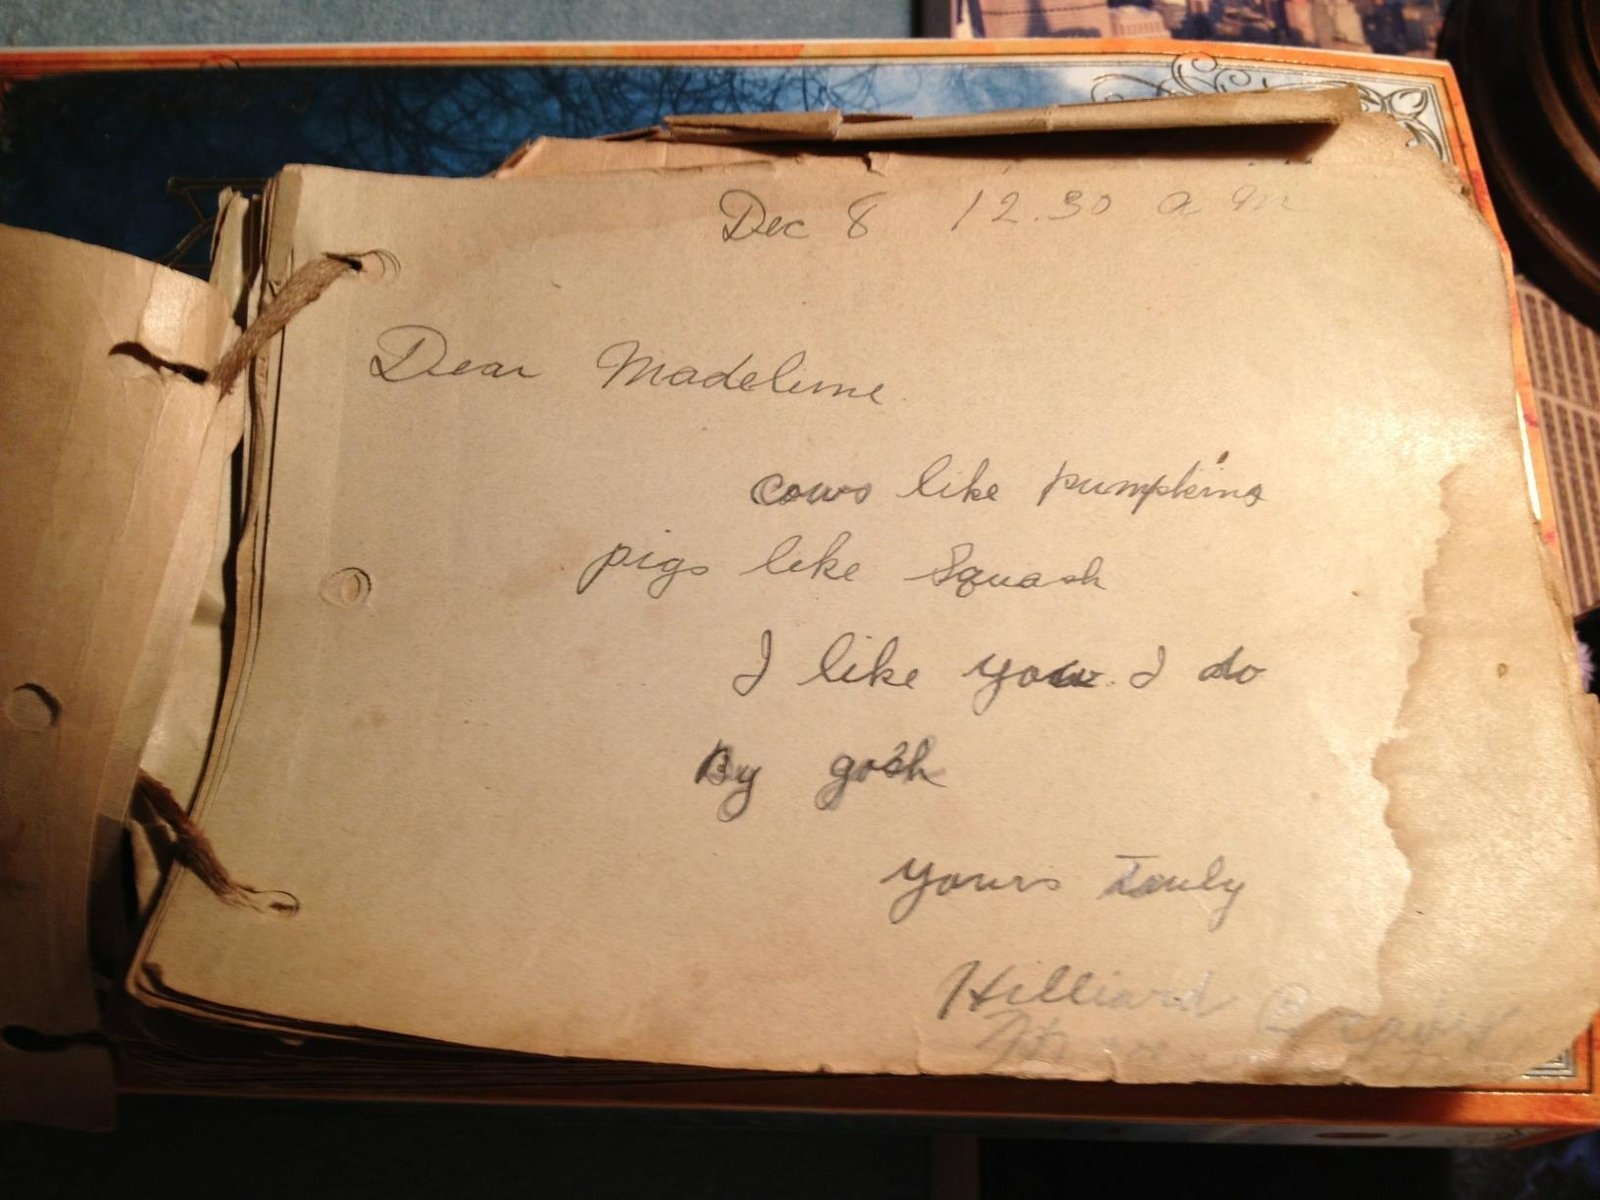 Dec 8 12.30 a m
Dear Madeline
cows like pumpkins
pigs like Squash
I like you I do
By gosh
yours Truly
Hilliard